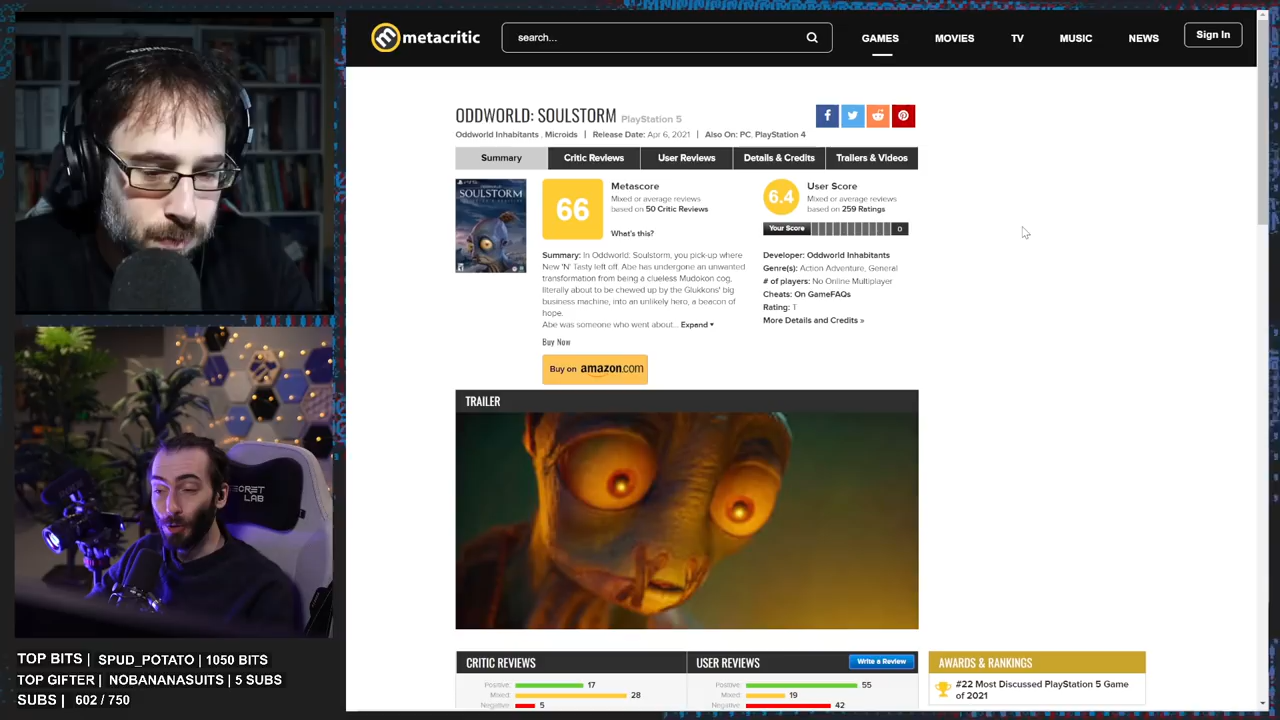 metacritic
search...
GAMES
MOVIES
TV
MUSIC
NEWS
Sign In
ODDWORLD: SOULSTORM PlayStation 5
Oddworld Inhabitants . Microids | Release Date: Apr 6, 2021 | Also On: PC, PlayStation 4
Summary
Critic Reviews
User Reviews
Details & Credits
Trailers & Videos
SOULSTORM
66
Metascore
Mixed or average reviews
based on 50 Critic Reviews
What's this?
Summary: In Oddworld: Soulstorm, you pick-up where
New 'N' Tasty left off. Abe has undergone an unwanted
transformation from being a clueless Mudokon cog,
literally about to be chewed up by the Glukkons' big
business machine, into an unlikely hero, a beacon of
hope.
Abe was someone who went about... Expand
Buy Now
Buy on amazon.com
6.4
User Score
Mixed or average reviews
based on 259 Ratings
Your Score
0
Developer: Oddworld Inhabitants
Genre(s): Action Adventure, General
# of players: No Online Multiplayer
Cheats: On GameFAQs
Rating: T
More Details and Credits »
TRAILER
CRITIC REVIEWS
Positive: 17
Mixed: 28
Negative: 5
USER REVIEWS
Write a Review
Positive: 55
Mixed: 19
Negative: 42
AWARDS & RANKINGS
#22 Most Discussed PlayStation 5 Game
of 2021
SECRET
LAB
TOP BITS | SPUD_POTATO | 1050 BITS
TOP GIFTER | NOBANANASUITS | 5 SUBS
SUBS | 602 / 750